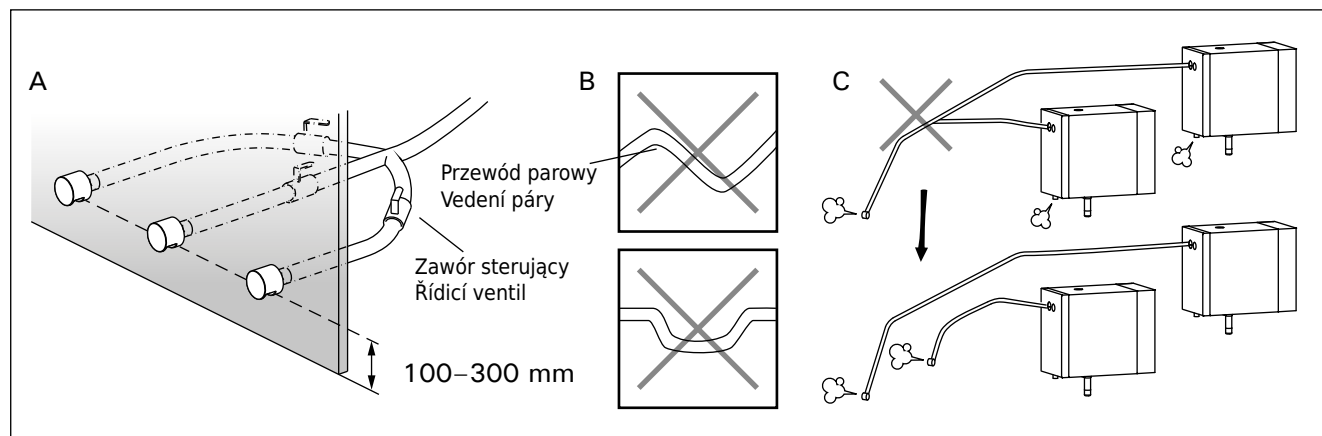 A
B
C
Przewód parowy
Vedení páry
Zawór sterujący
Řídicí ventil
100–300 mm